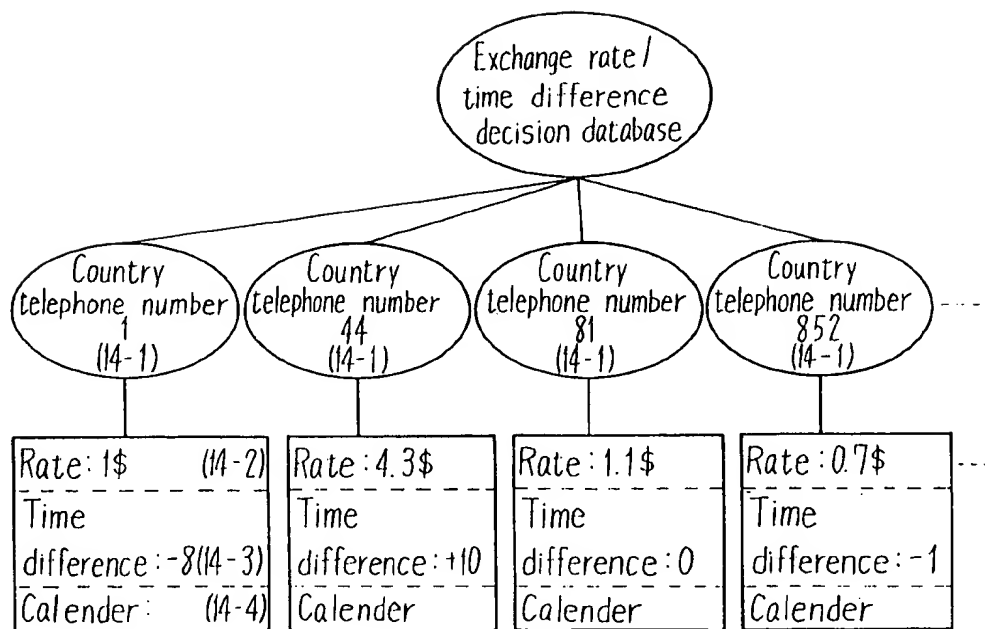 Exchange rate/
time difference
decision database
Country
telephone number
1
(14-1)
Country
telephone number
44
(14-1)
Country
telephone number
81
(14-1)
Country
telephone number
852
(14-1)
Rate:1$ (14-2)
Time
difference:-8(14-3)
Calender: (14-4)
Rate:4.3$
Time
difference:+10
Calender
Rate:1.1$
Time
difference:0
Calender
Rate:0.7$
Time
difference:-1
Calender